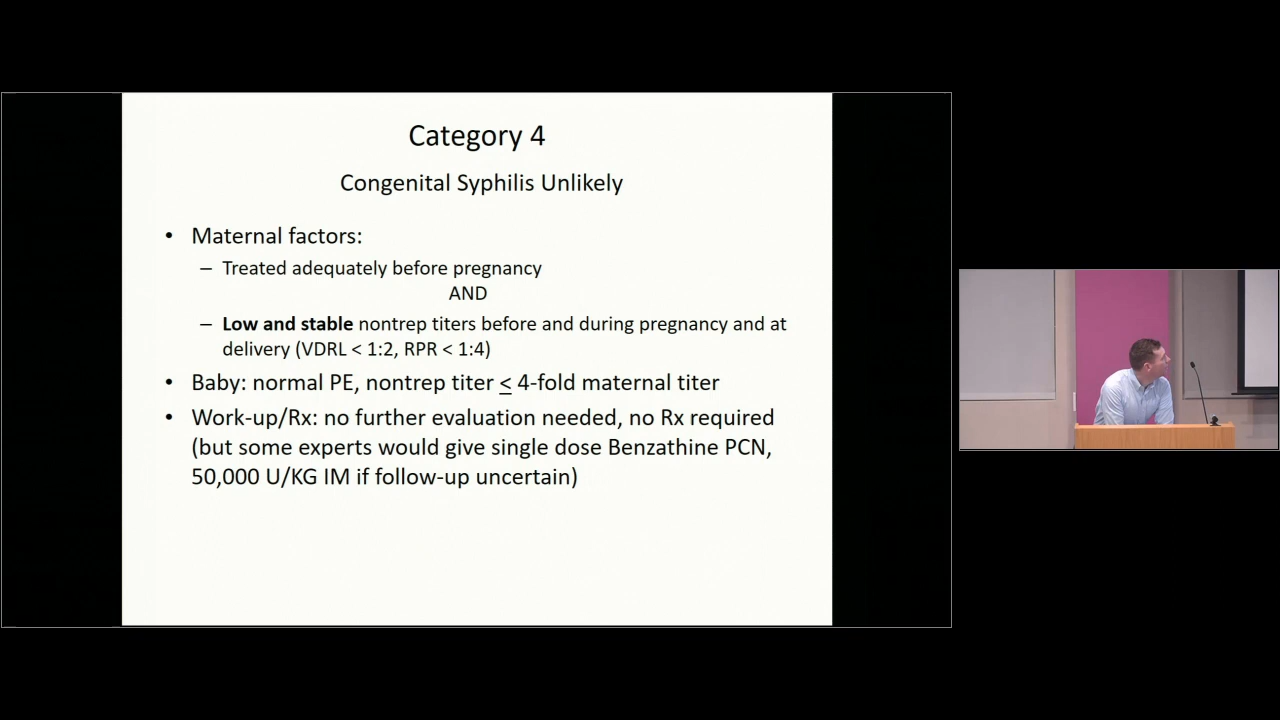 Category 4
Congenital Syphilis Unlikely
• Maternal factors:
– Treated adequately before pregnancy
AND
– Low and stable nontrep titers before and during pregnancy and at
delivery (VDRL < 1:2, RPR < 1:4)
• Baby: normal PE, nontrep titer ≤ 4-fold maternal titer
• Work-up/Rx: no further evaluation needed, no Rx required
(but some experts would give single dose Benzathine PCN,
50,000 U/KG IM if follow-up uncertain)